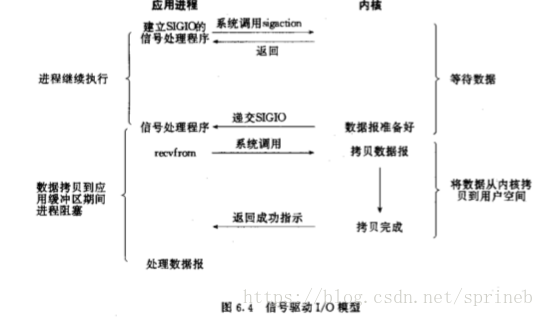 应用进程 内核
建立SIGIO的 系统调用sigaction
信号处理程序
返回
进程继续执行 等待数据
递交SIGIO
信号处理程序 数据报准备好
系统调用
recvfrom 拷贝数据报
数据拷贝到应
用缓冲区期间
进程阻塞
将数据从内核拷
贝到用户空间
返回成功指示
拷贝完成
处理数据报
图 6.4 信号驱动 I/O 模型
https://blog.csdn.net/sprineb